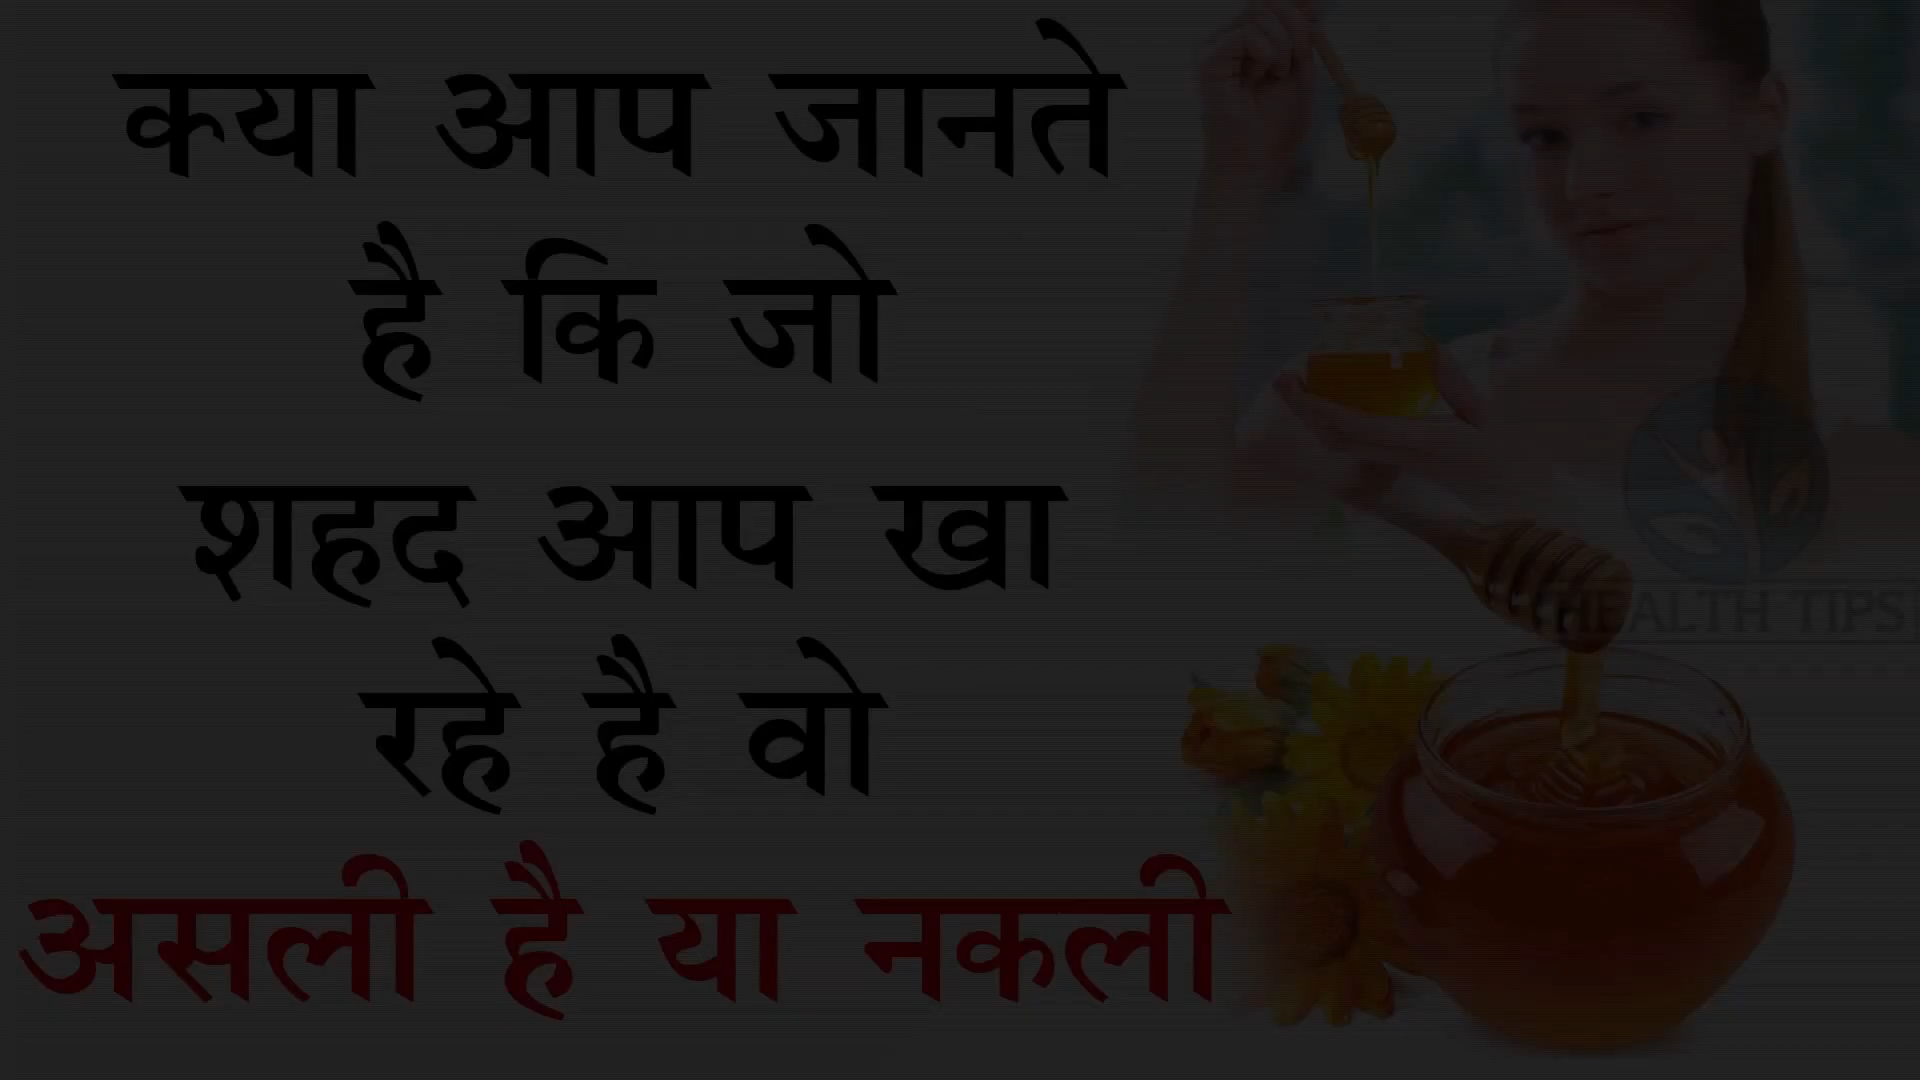 क्या आप जानते
है कि जो
शहद आप खा
रहे है वो
असली है या नकली
HEALTH TIPS